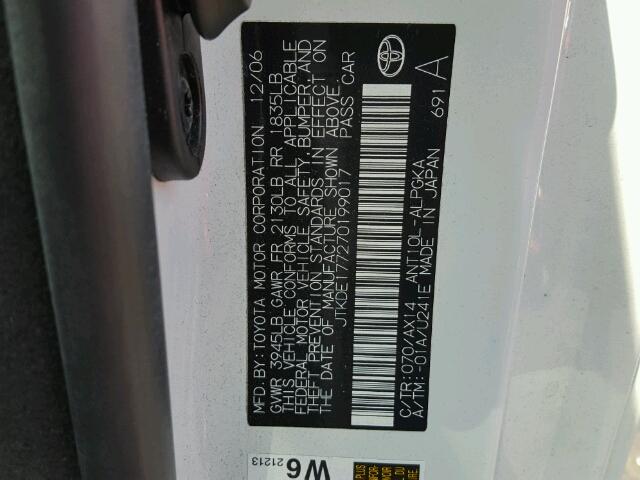 MFD. BY: TOYOTA MOTOR CORPORATION 12/06
GVWR 3945LB GAWR FR 2130LB RR 1835LB
THIS VEHICLE CONFORMS TO ALL APPLICABLE
FEDERAL MOTOR VEHICLE SAFETY, BUMPER, AND
THEFT PREVENTION STANDARDS IN EFFECT ON
THE DATE OF MANUFACTURE SHOWN ABOVE.
JTKDE177270199017 PASS CAR
C/TR: 070/AX14 ANT10L-ALPGKA
A/TM: -01A/U241E MADE IN JAPAN
691 A
21213
W6
PLUS